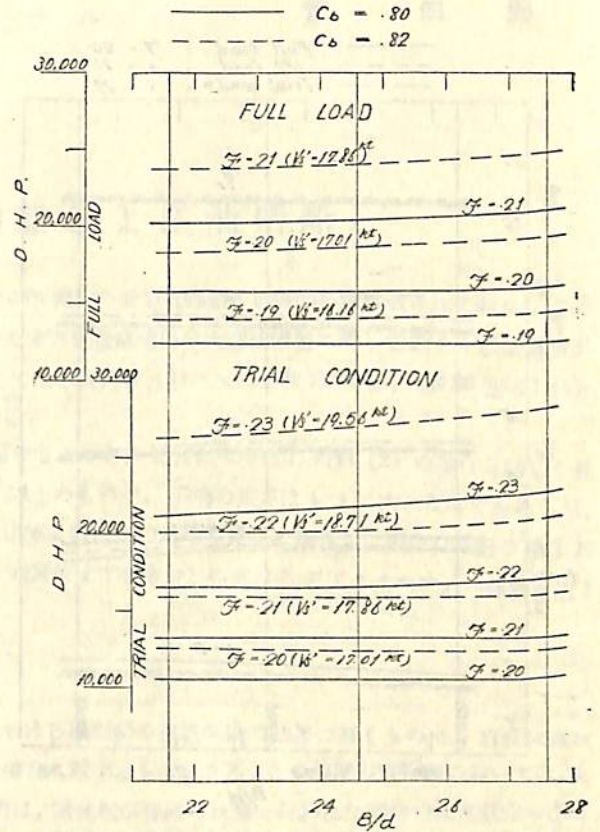 Cb = .80
Cb = .82
30,000
FULL LOAD
F=.21 (Vs'=17.86 kt)
F=.21
20,000
F=.20 (Vs'=17.01 kt)
F=.20
F=.19 (Vs'=16.16 kt)
F=.19
D.H.P.
FULL LOAD
10,000 30,000
TRIAL CONDITION
F=.23 (Vs'=19.56 kt)
F=.23
20,000
F=.22 (Vs'=18.71 kt)
F=.22
F=.21 (Vs'=17.86 kt)
F=.21
F=.20 (Vs'=17.01 kt)
F=.20
10,000
D H P
TRIAL CONDITION
22 24 26 28
B/d